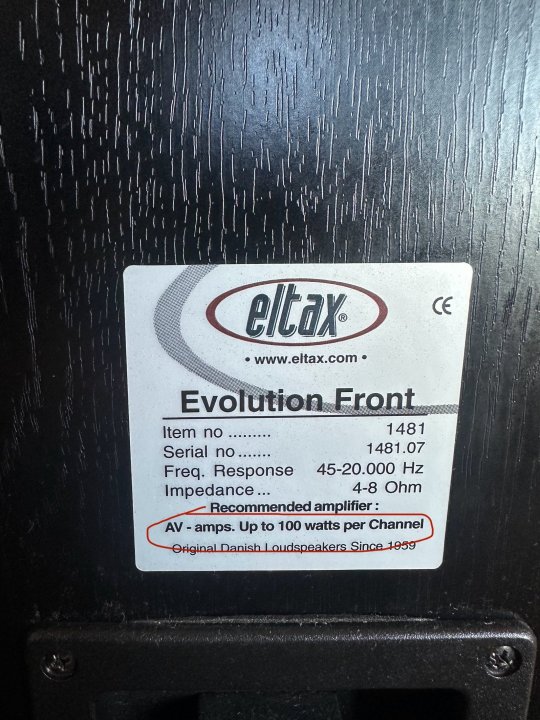 eltax®
• www.eltax.com •
CE
Evolution Front
Item no ......... 1481
Serial no ....... 1481.07
Freq. Response 45-20.000 Hz
Impedance ... 4-8 Ohm
Recommended amplifier :
AV - amps. Up to 100 watts per Channel
Original Danish Loudspeakers Since 1959